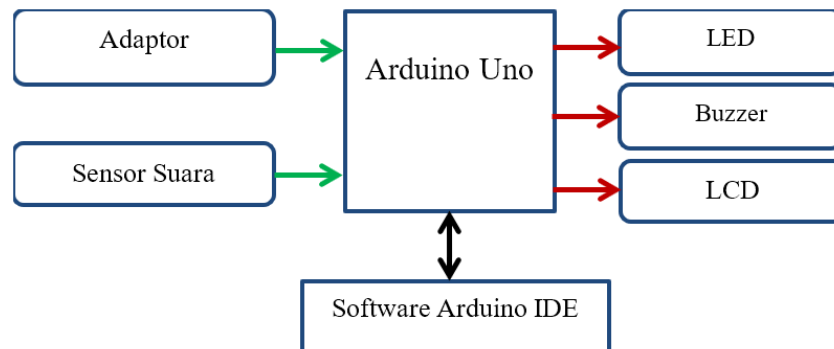 Adaptor
Arduino Uno
LED
Buzzer
Sensor Suara
LCD
Software Arduino IDE